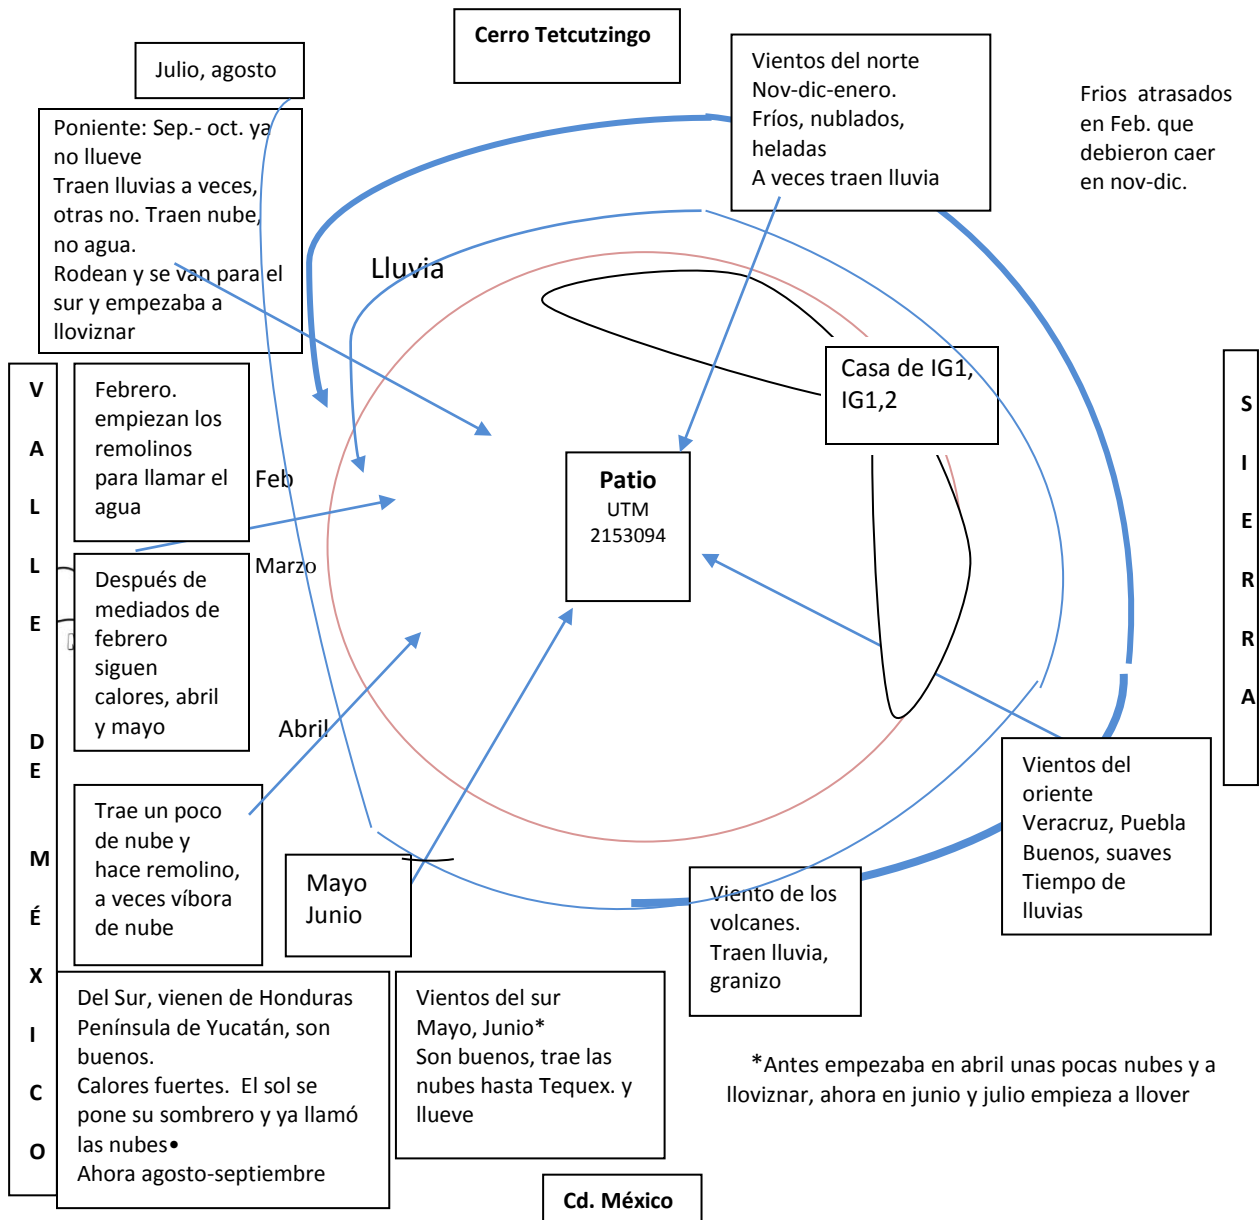 Cerro Tetcutzingo
Julio, agosto
Vientos del norte
Nov-dic-enero.
Fríos, nublados,
heladas
A veces traen lluvia
Frios atrasados
en Feb. que
debieron caer
en nov-dic.
Poniente: Sep.- oct. ya
no llueve
Traen lluvias a veces,
otras no. Traen nube,
no agua.
Rodean y se van para el
sur y empezaba a
lloviznar
Lluvia
Casa de IG1,
IG1,2
VALLE DE MÉXICO
SIERRA
Febrero.
empiezan los
remolinos
para llamar el
agua
Feb
Patio
UTM
2153094
Marzo
Después de
mediados de
febrero
siguen
calores, abril
y mayo
Abril
Vientos del
oriente
Veracruz, Puebla
Buenos, suaves
Tiempo de
lluvias
Trae un poco
de nube y
hace remolino,
a veces víbora
de nube
Mayo
Junio
Viento de los
volcanes.
Traen lluvia,
granizo
Del Sur, vienen de Honduras
Península de Yucatán, son
buenos.
Calores fuertes. El sol se
pone su sombrero y ya llamó
las nubes•
Ahora agosto-septiembre
Vientos del sur
Mayo, Junio*
Son buenos, trae las
nubes hasta Tequex. y
llueve
*Antes empezaba en abril unas pocas nubes y a
lloviznar, ahora en junio y julio empieza a llover
Cd. México